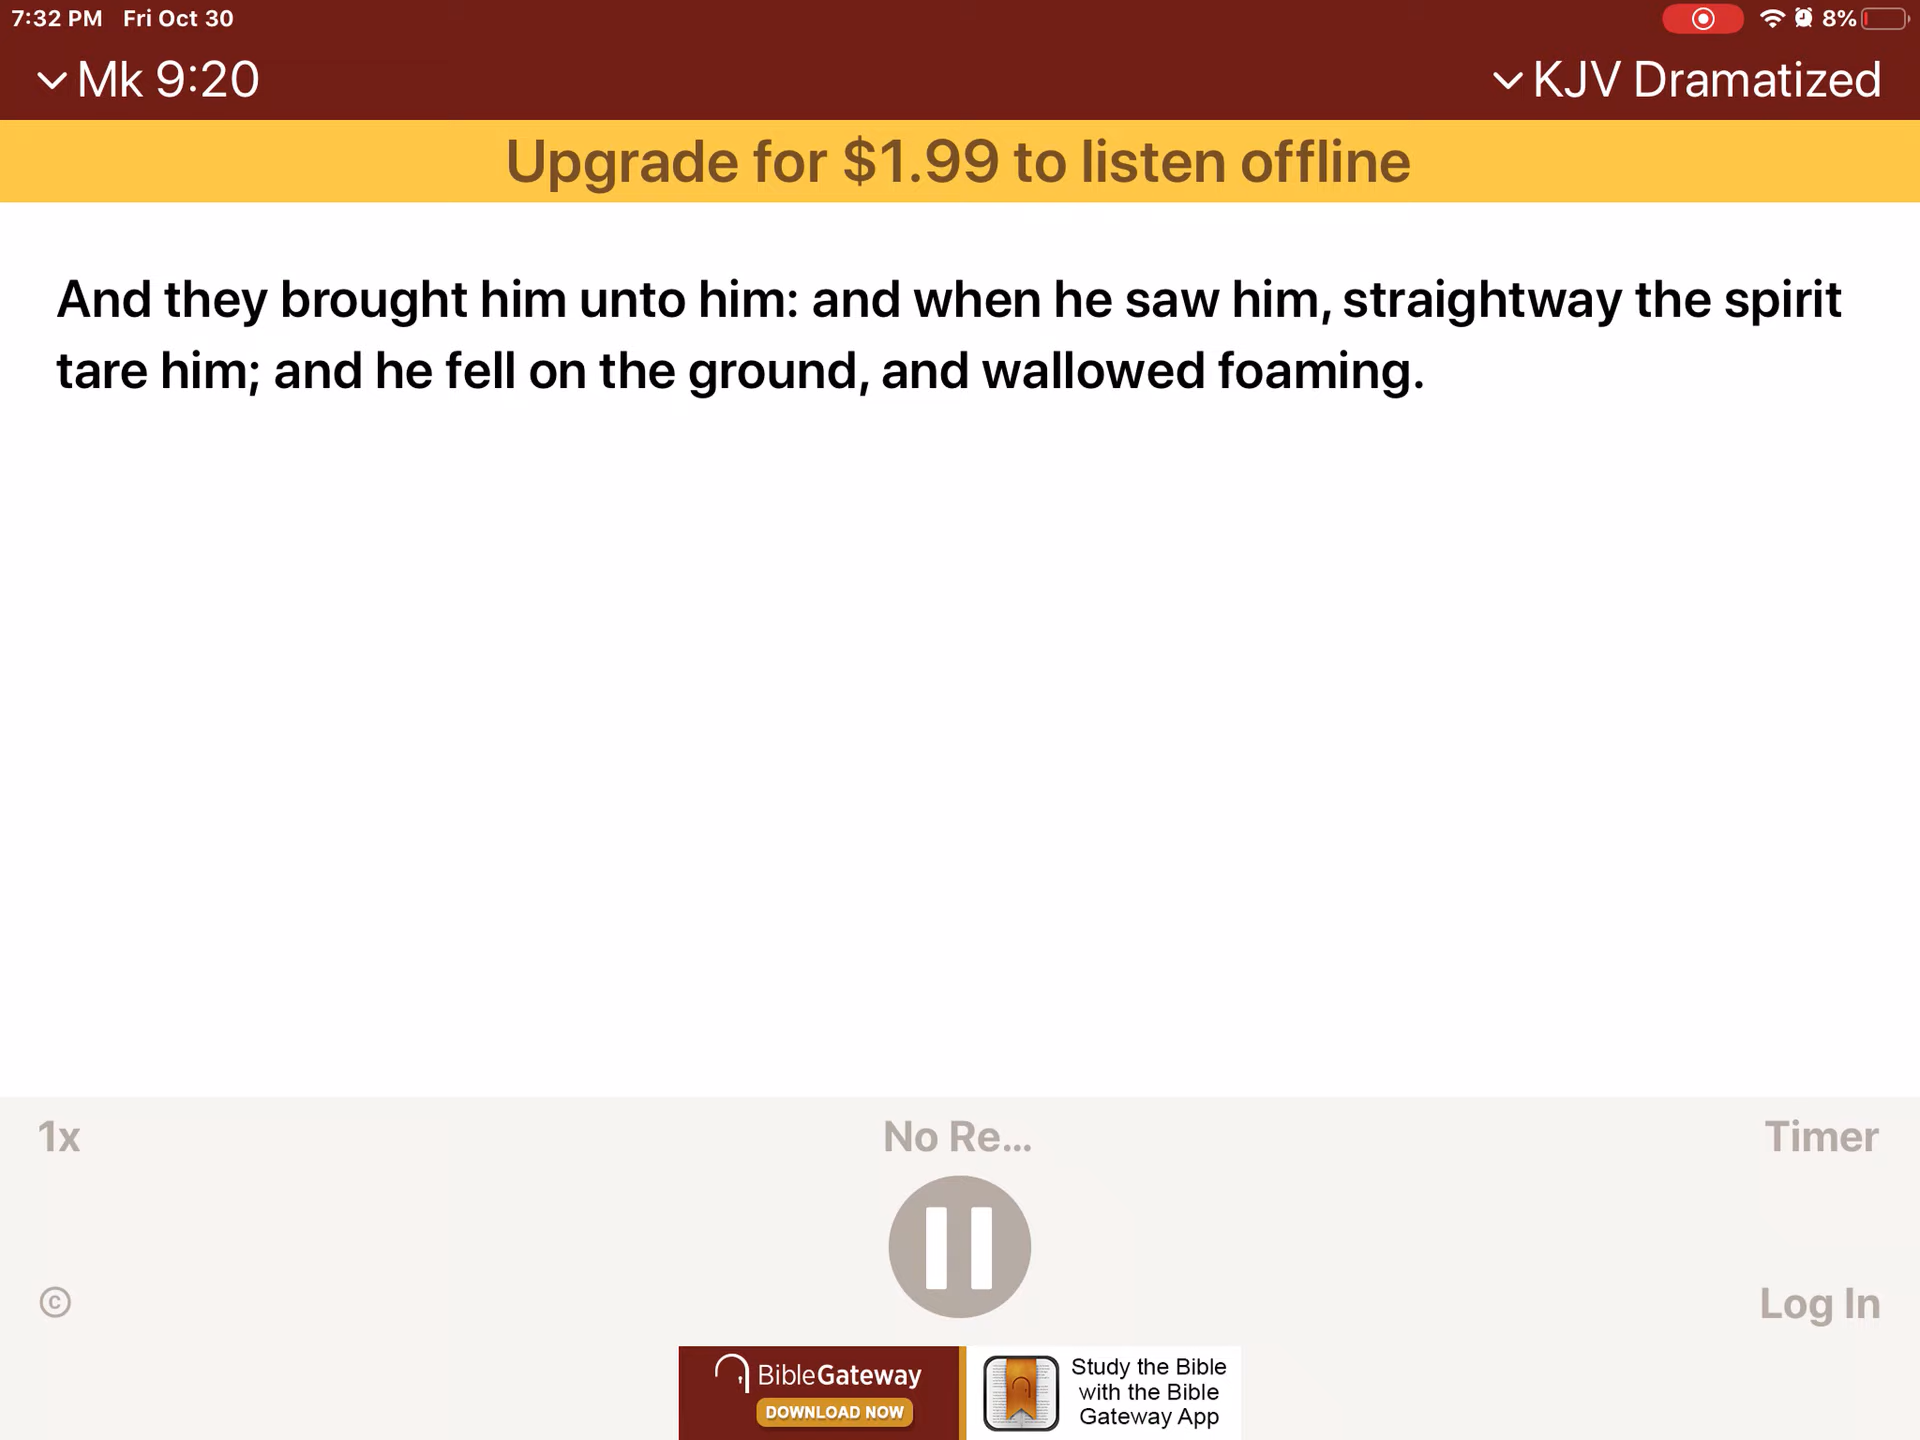 7:32 PM Fri Oct 30 8%
Mk 9:20 KJV Dramatized
Upgrade for $1.99 to listen offline
And they brought him unto him: and when he saw him, straightway the spirit
tare him; and he fell on the ground, and wallowed foaming.
1x No Re... Timer
© Log In
BibleGateway
DOWNLOAD NOW
Study the Bible
with the Bible
Gateway App